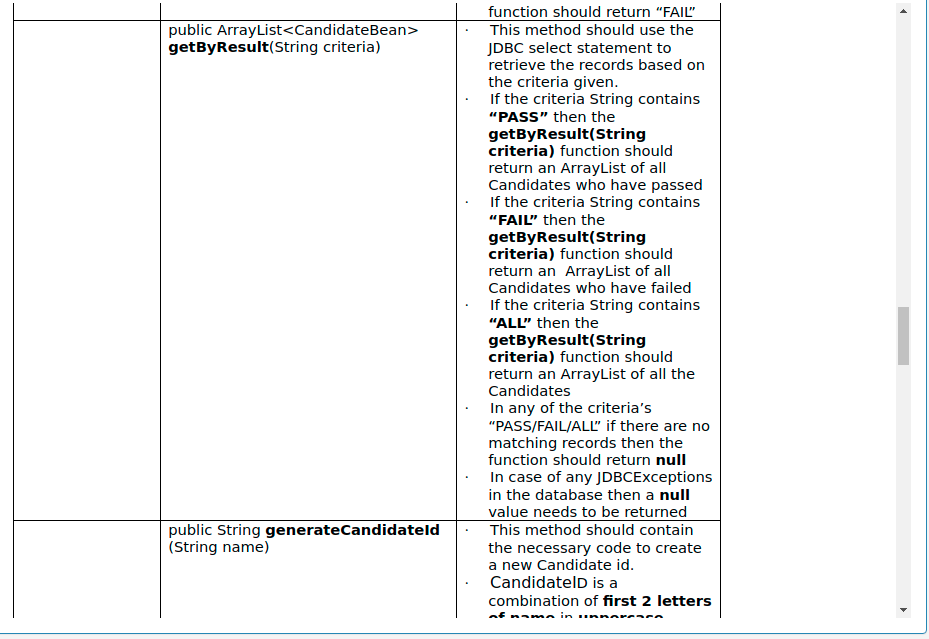 function should return “FAIL”
public ArrayList<CandidateBean>
getByResult(String criteria)
· This method should use the
JDBC select statement to
retrieve the records based on
the criteria given.
· If the criteria String contains
“PASS” then the
getByResult(String
criteria) function should
return an ArrayList of all
Candidates who have passed
· If the criteria String contains
“FAIL” then the
getByResult(String
criteria) function should
return an  ArrayList of all
Candidates who have failed
· If the criteria String contains
“ALL” then the
getByResult(String
criteria) function should
return an ArrayList of all the
Candidates
· In any of the criteria’s
“PASS/FAIL/ALL” if there are no
matching records then the
function should return null
· In case of any JDBCExceptions
in the database then a null
value needs to be returned
public String generateCandidateId
(String name)
· This method should contain
the necessary code to create
a new Candidate id.
· CandidateID is a
combination of first 2 letters
of name in uppercase